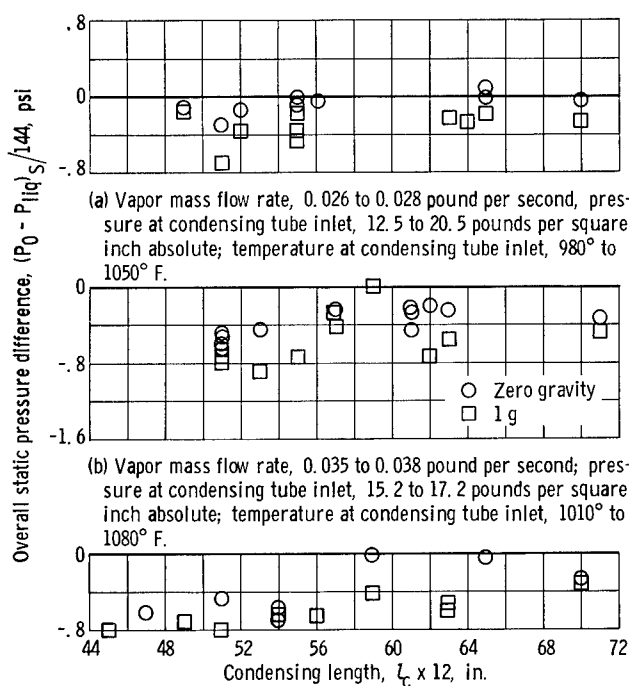 Overall static pressure difference, (P0 - Pliq)s/144, psi
.8
0
-.8
(a) Vapor mass flow rate, 0.026 to 0.028 pound per second, pres-
sure at condensing tube inlet, 12.5 to 20.5 pounds per square
inch absolute; temperature at condensing tube inlet, 980° to
1050° F.
0
-.8
-1.6
○ Zero gravity
□ 1 g
(b) Vapor mass flow rate, 0.035 to 0.038 pound per second; pres-
sure at condensing tube inlet, 15.2 to 17.2 pounds per square
inch absolute; temperature at condensing tube inlet, 1010° to
1080° F.
0
-.8
44 48 52 56 60 64 68 72
Condensing length, lc x 12, in.